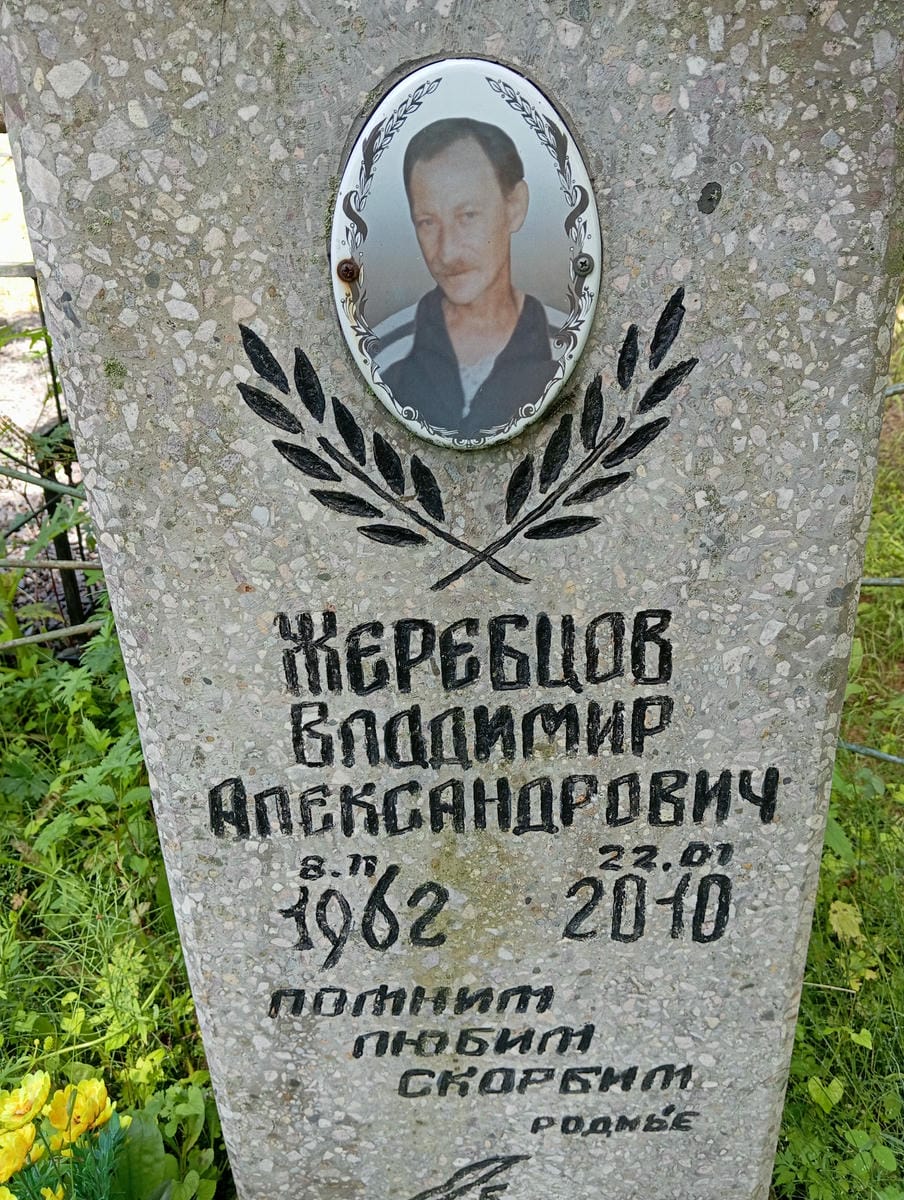 ЖЕРЕБЦОВ
ВЛАДИМИР
АЛЕКСАНДРОВИЧ
8.11 22.01
1962 2010
ПОМНИМ
ЛЮБИМ
СКОРБИМ
РОДНЫЕ